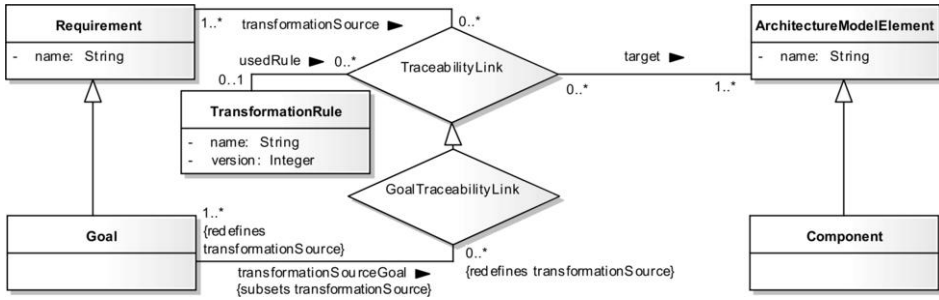 Requirement
- name: String
1..*
transformationSource ►
0..*
ArchitectureModelElement
- name: String
usedRule ►
0..*
0..1
TraceabilityLink
target ►
0..*
1..*
TransformationRule
- name: String
- version: Integer
GoalTraceabilityLink
Goal
1..*
{redefines
transformationSource}
transformationSourceGoal ►
{subsets transformationSource}
0..*
{redefines transformationSource}
Component